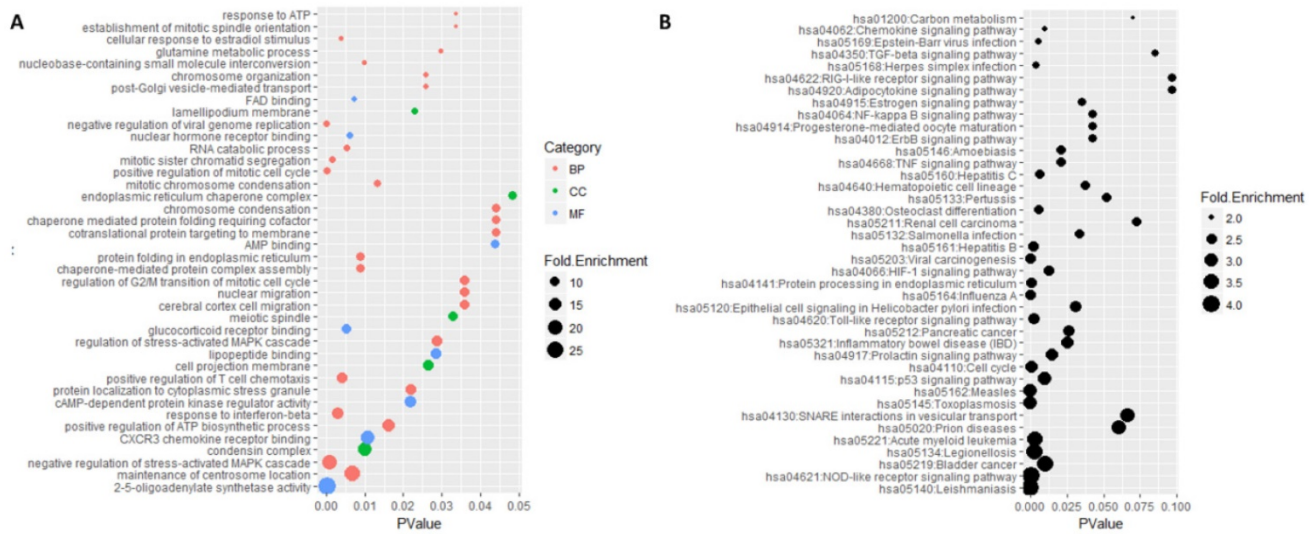 A
response to ATP
establishment of mitotic spindle orientation
cellular response to estradiol stimulus
glutamine metabolic process
nucleobase-containing small molecule interconversion
chromosome organization
post-Golgi vesicle-mediated transport
FAD binding
lamellipodium membrane
negative regulation of viral genome replication
nuclear hormone receptor binding
RNA catabolic process
mitotic sister chromatid segregation
positive regulation of mitotic cell cycle
mitotic chromosome condensation
endoplasmic reticulum chaperone complex
chromosome condensation
chaperone mediated protein folding requiring cofactor
cotranslational protein targeting to membrane
AMP binding
protein folding in endoplasmic reticulum
chaperone-mediated protein complex assembly
regulation of G2/M transition of mitotic cell cycle
nuclear migration
cerebral cortex cell migration
meiotic spindle
glucocorticoid receptor binding
regulation of stress-activated MAPK cascade
lipopeptide binding
cell projection membrane
positive regulation of T cell chemotaxis
protein localization to cytoplasmic stress granule
cAMP-dependent protein kinase regulator activity
response to interferon-beta
positive regulation of ATP biosynthetic process
CXCR3 chemokine receptor binding
condensin complex
negative regulation of stress-activated MAPK cascade
maintenance of centrosome location
2-5-oligoadenylate synthetase activity
0.00 0.01 0.02 0.03 0.04 0.05
PValue
:
Category
BP
CC
MF
Fold.Enrichment
10
15
20
25
B
hsa01200:Carbon metabolism
hsa04062:Chemokine signaling pathway
hsa05169:Epstein-Barr virus infection
hsa04350:TGF-beta signaling pathway
hsa05168:Herpes simplex infection
hsa04622:RIG-I-like receptor signaling pathway
hsa04920:Adipocytokine signaling pathway
hsa04915:Estrogen signaling pathway
hsa04064:NF-kappa B signaling pathway
hsa04914:Progesterone-mediated oocyte maturation
hsa04012:ErbB signaling pathway
hsa05146:Amoebiasis
hsa04668:TNF signaling pathway
hsa05160:Hepatitis C
hsa04640:Hematopoietic cell lineage
hsa05133:Pertussis
hsa04380:Osteoclast differentiation
hsa05211:Renal cell carcinoma
hsa05132:Salmonella infection
hsa05161:Hepatitis B
hsa05203:Viral carcinogenesis
hsa04066:HIF-1 signaling pathway
hsa04141:Protein processing in endoplasmic reticulum
hsa05164:Influenza A
hsa05120:Epithelial cell signaling in Helicobacter pylori infection
hsa04620:Toll-like receptor signaling pathway
hsa05212:Pancreatic cancer
hsa05321:Inflammatory bowel disease (IBD)
hsa04917:Prolactin signaling pathway
hsa04110:Cell cycle
hsa04115:p53 signaling pathway
hsa05162:Measles
hsa05145:Toxoplasmosis
hsa04130:SNARE interactions in vesicular transport
hsa05020:Prion diseases
hsa05221:Acute myeloid leukemia
hsa05134:Legionellosis
hsa05219:Bladder cancer
hsa04621:NOD-like receptor signaling pathway
hsa05140:Leishmaniasis
0.000 0.025 0.050 0.075 0.100
PValue
Fold.Enrichment
2.0
2.5
3.0
3.5
4.0